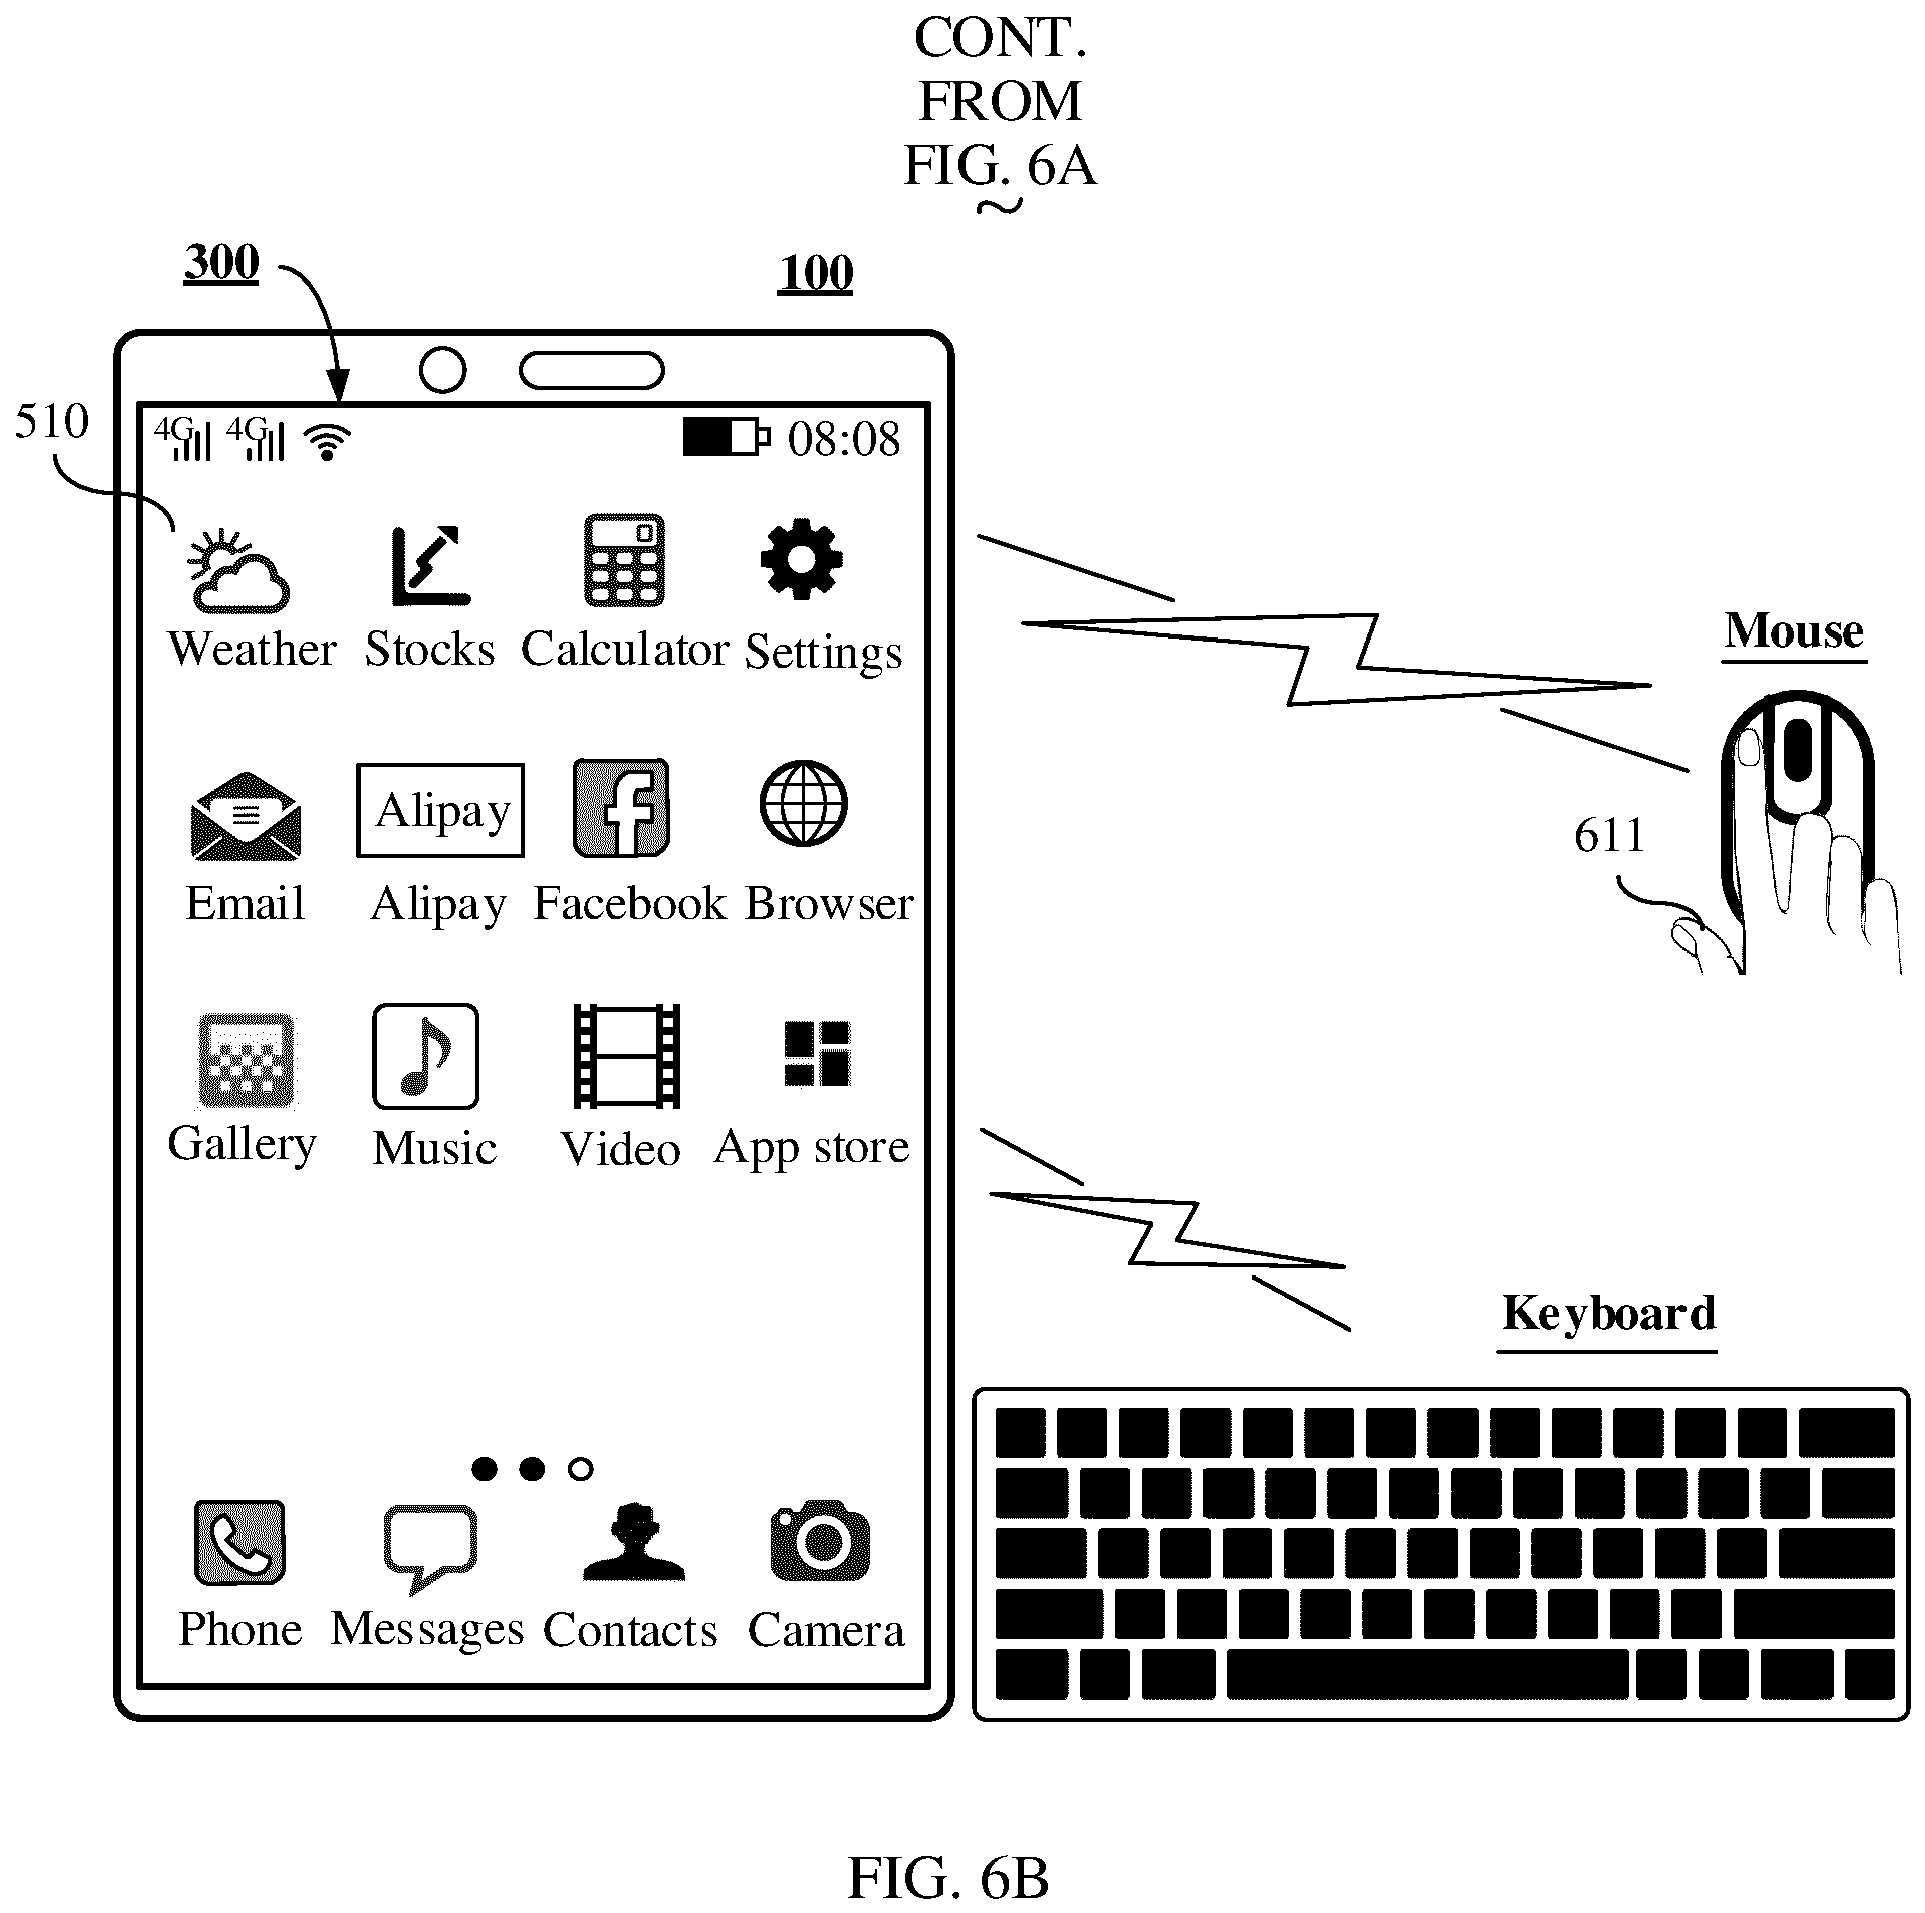 CONT.
FROM
FIG. 6A
300
100
510
4G 4G 08:08
Weather Stocks Calculator Settings
Mouse
Alipay
611
Email Alipay Facebook Browser
Gallery Music Video App store
Keyboard
Phone Messages Contacts Camera
FIG. 6B